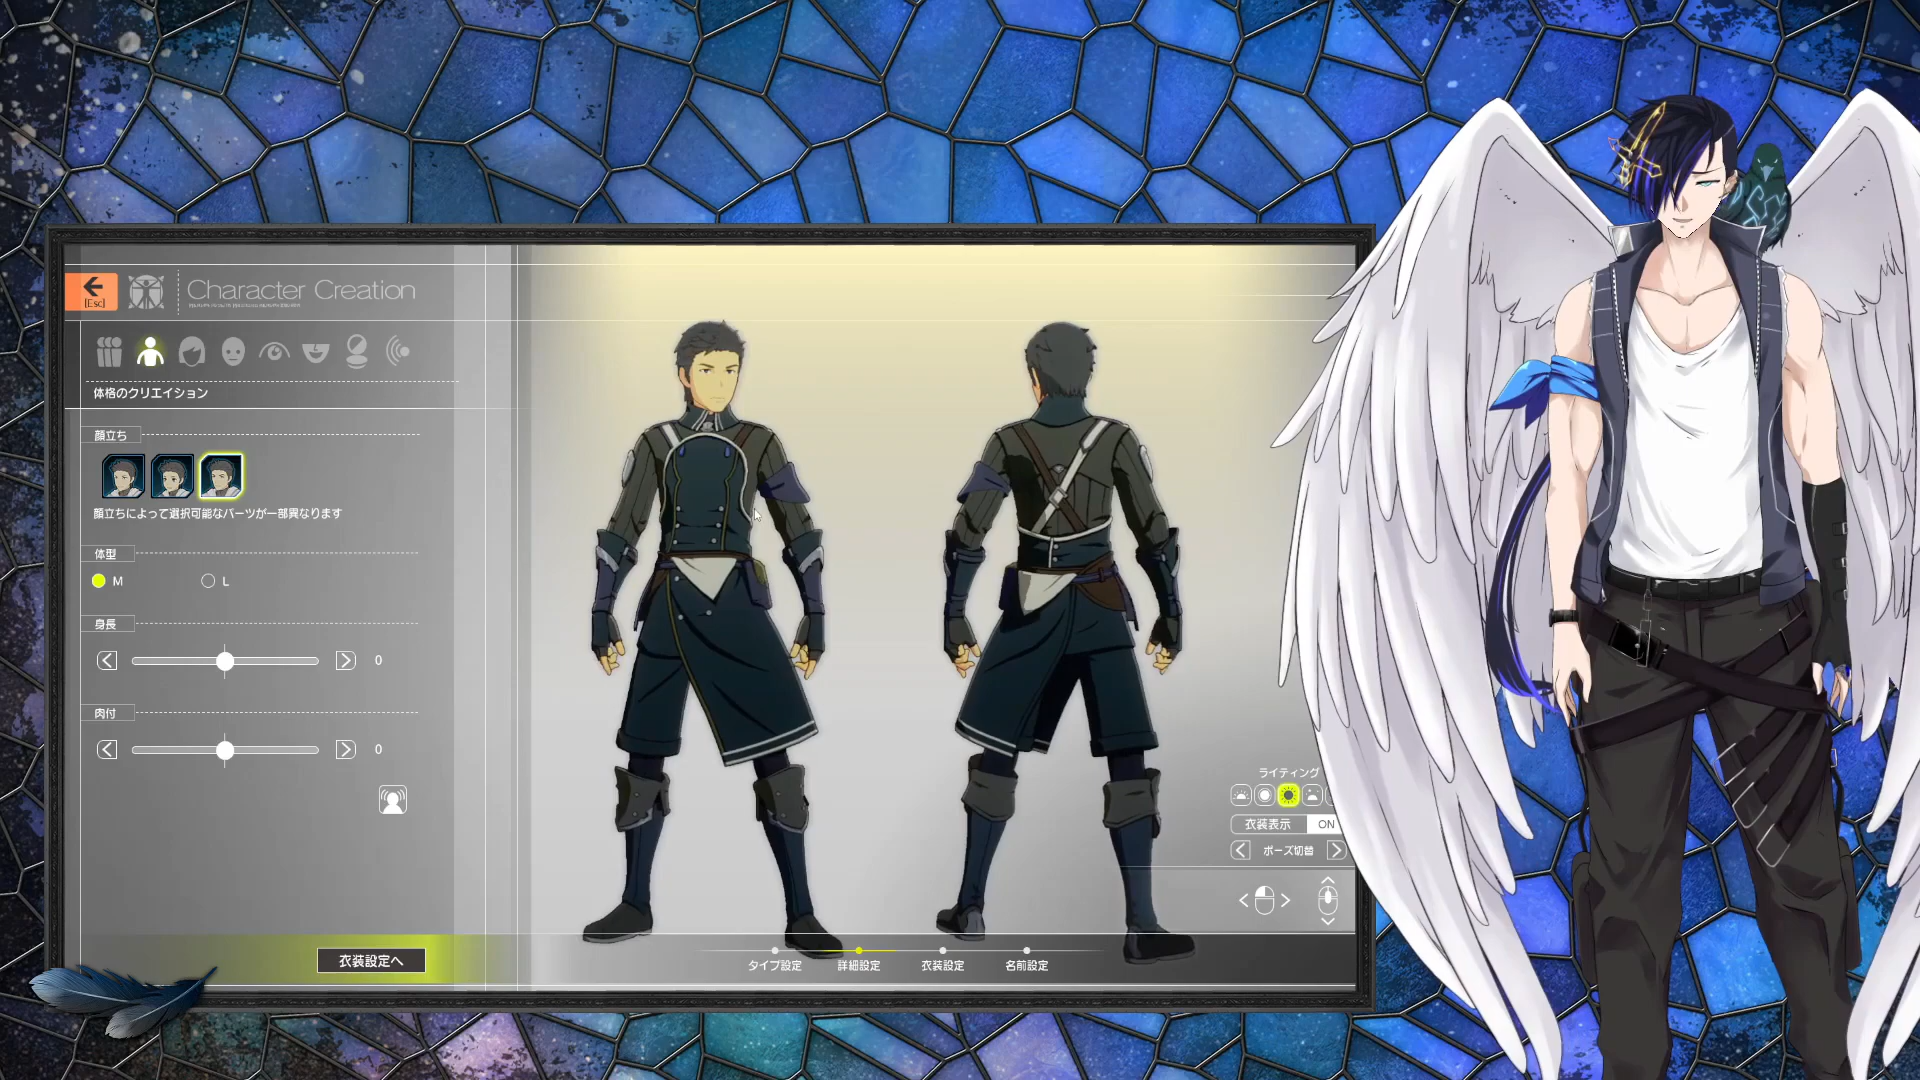 [Esc]
Character Creation
体格のクリエイション
顔立ち
顔立ちによって選択可能なパーツが一部異なります
体型
M
L
身長
0
肉付
0
衣装設定へ
ライティング
衣装表示
ON
ポーズ切替
タイプ設定
詳細設定
衣装設定
名前設定